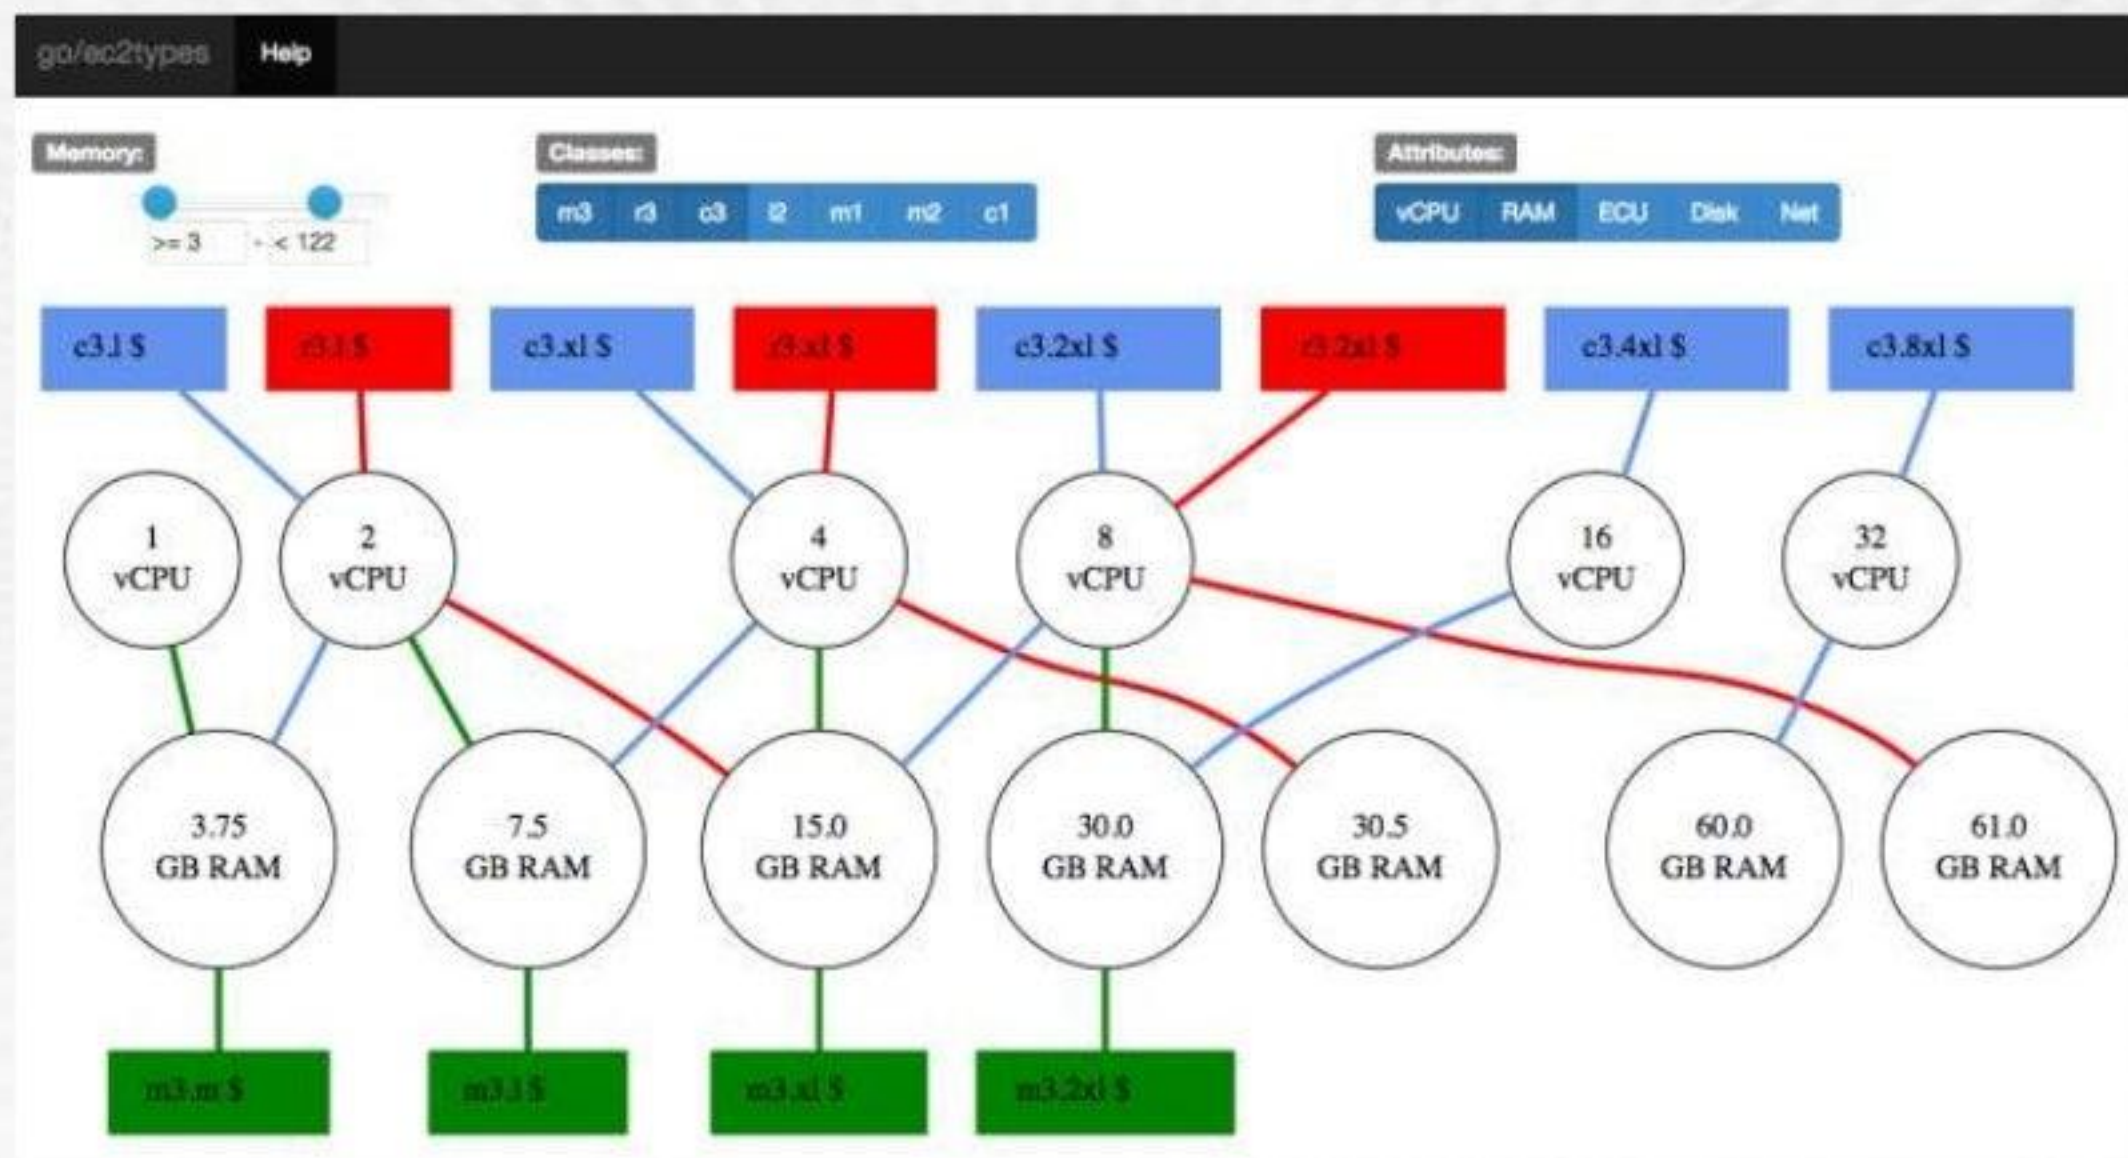 go/ec2types Help
Memory: Classes: Attributes:
m3 r3 c3 i2 m1 m2 c1
vCPU RAM ECU Disk Net
>= 3 - < 122
c3.l $ r3.l $ c3.xl $ r3.xl $ c3.2xl $ r3.2xl $ c3.4xl $ c3.8xl $
1 vCPU
2 vCPU
4 vCPU
8 vCPU
16 vCPU
32 vCPU
3.75 GB RAM
7.5 GB RAM
15.0 GB RAM
30.0 GB RAM
30.5 GB RAM
60.0 GB RAM
61.0 GB RAM
m3.m $ m3.l $ m3.xl $ m3.2xl $